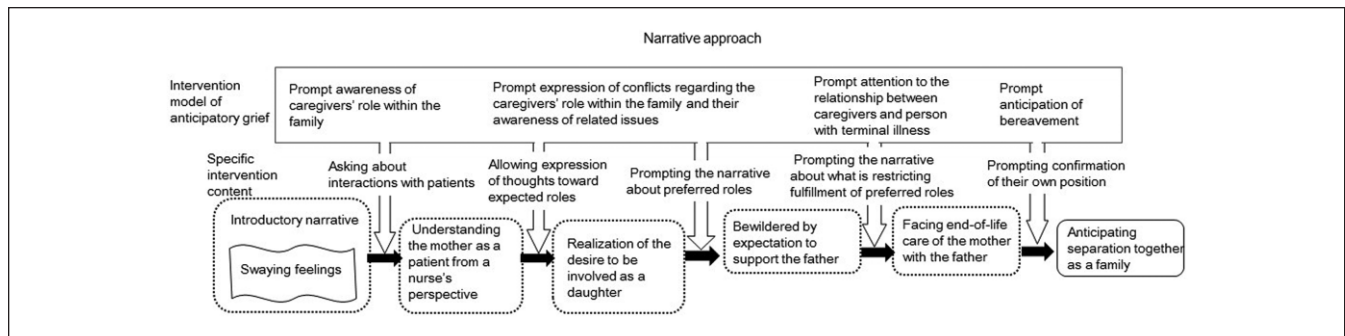 Narrative approach
Intervention
model of
anticipatory grief
Prompt awareness of
caregivers' role within the
family
Prompt expression of conflicts regarding the
caregivers' role within the family and their
awareness of related issues
Prompt attention to the
relationship between
caregivers and person
with terminal illness
Prompt
anticipation of
bereavement
Specific
intervention
content
Asking about
interactions with patients
Allowing expression
of thoughts toward
expected roles
Prompting the narrative
about preferred roles
Prompting the narrative
about what is restricting
fulfillment of preferred roles
Prompting confirmation
of their own position
Introductory narrative
Swaying feelings
Understanding
the mother as a
patient from a
nurse's
perspective
Realization of the
desire to be
involved as a
daughter
Bewildered by
expectation to
support the father
Facing end-of-life
care of the mother
with the father
Anticipating
separation together
as a family